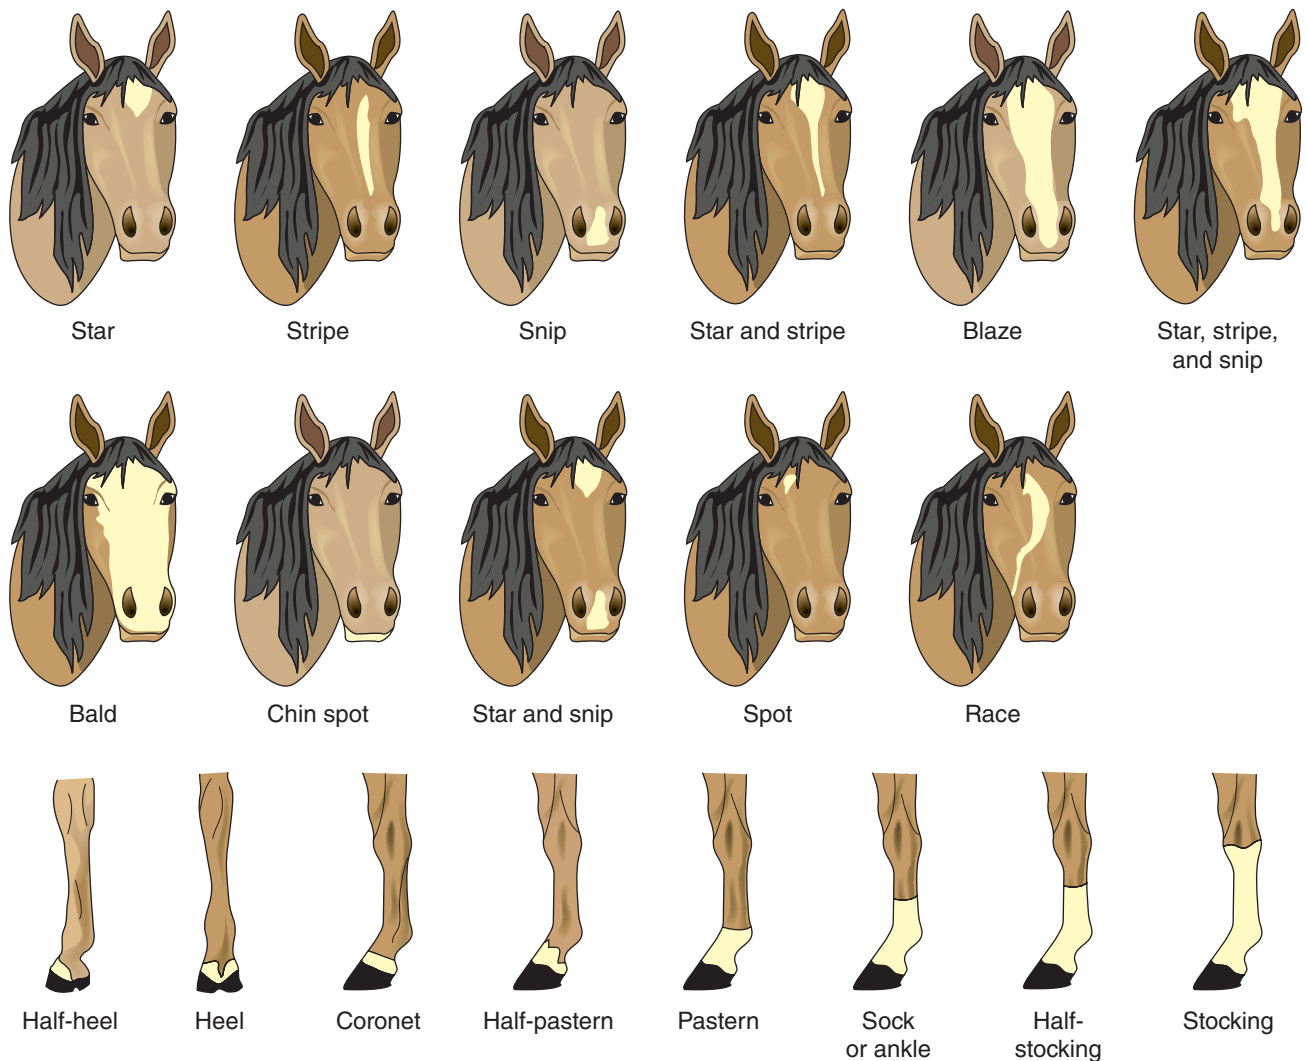 Star
Stripe
Snip
Star and stripe
Blaze
Star, stripe,
and snip
Bald
Chin spot
Star and snip
Spot
Race
Half-heel
Heel
Coronet
Half-pastern
Pastern
Sock
or ankle
Half-
stocking
Stocking